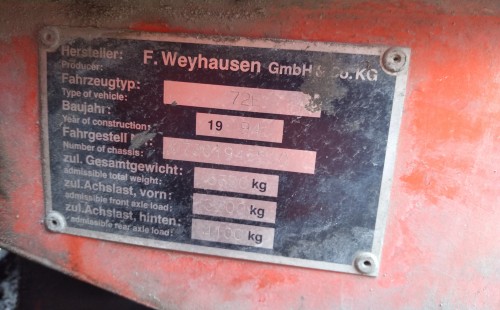 Hersteller: F. Weyhausen GmbH & Co. KG
Producer:
Fahrzeugtyp:
Type of vehicle:
Baujahr: 19
Year of construction:
Fahrgestell
Number of chassis:
zul. Gesamtgewicht: kg
admissible total weight:
zul. Achslast, vorn: kg
admissible front axle load:
zul. Achslast, hinten: kg
admissible rear axle load: